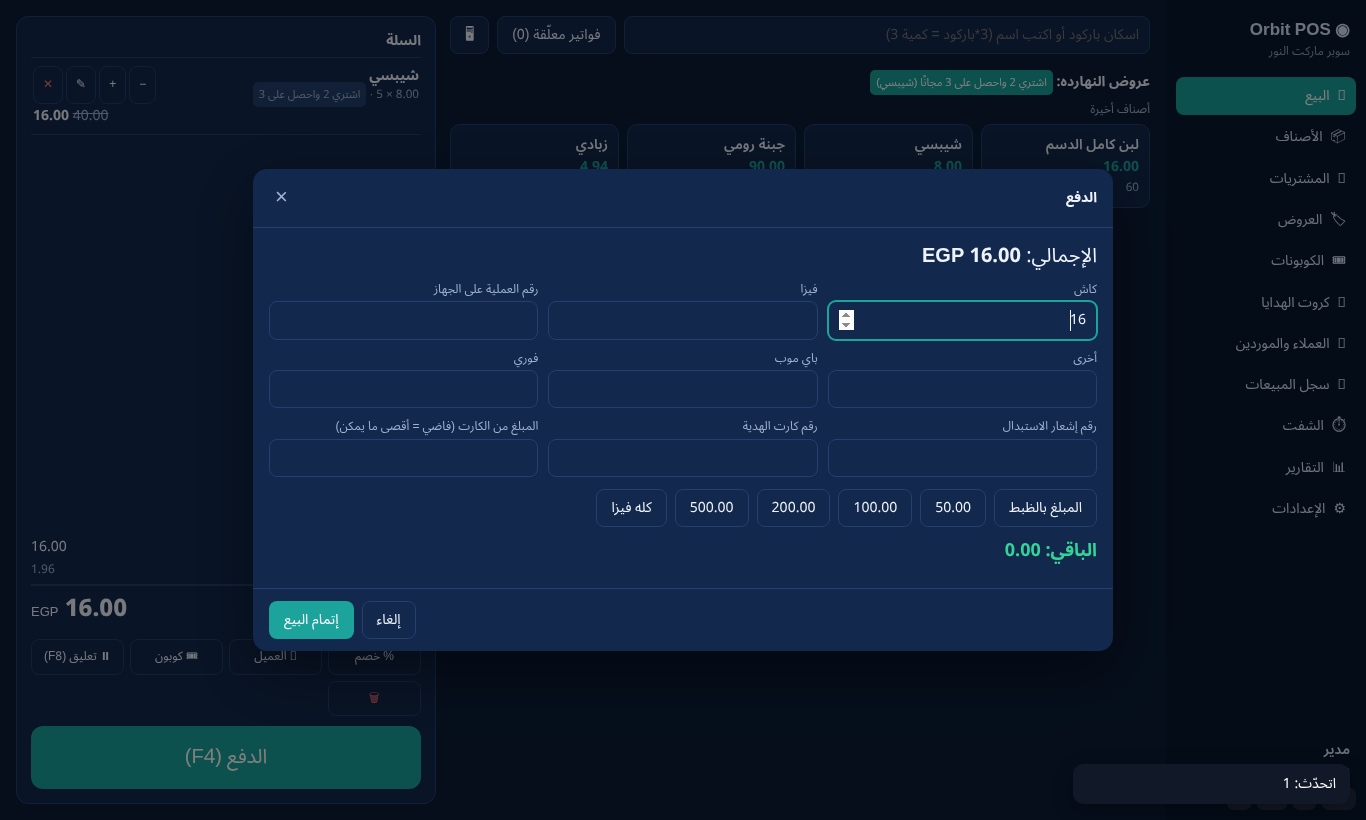 Orbit POS ◉
سوبر ماركت النور
البيع
الأصناف
المشتريات
العروض
الكوبونات
كروت الهدايا
العملاء والموردين
سجل المبيعات
الشفت
التقارير
الإعدادات
مدير
اتحدّث: 1
اسكان باركود أو اكتب اسم (3*باركود = كمية 3)
فواتير معلّقة (0)
عروض النهارده: اشتري 2 واحصل على 3 مجانًا (شيبسي)
أصناف أخيرة
لبن كامل الدسم
16.00
60
شيبسي
8.00
جبنة رومي
90.00
زبادي
4.94
السلة
شيبسي
8.00 × 5 · اشتري 2 واحصل على 3
− + ✎ ×
40.00 16.00
الدفع
×
الإجمالي: 16.00 EGP
كاش
16
فيزا
رقم العملية على الجهاز
أخرى
باي موب
فوري
رقم إشعار الاستبدال
رقم كارت الهدية
المبلغ من الكارت (فاضي = أقصى ما يمكن)
المبلغ بالظبط
50.00
100.00
200.00
500.00
كله فيزا
الباقي: 0.00
إلغاء
إتمام البيع
16.00
1.96
16.00 EGP
% خصم
العميل
كوبون
تعليق (F8)
الدفع (F4)